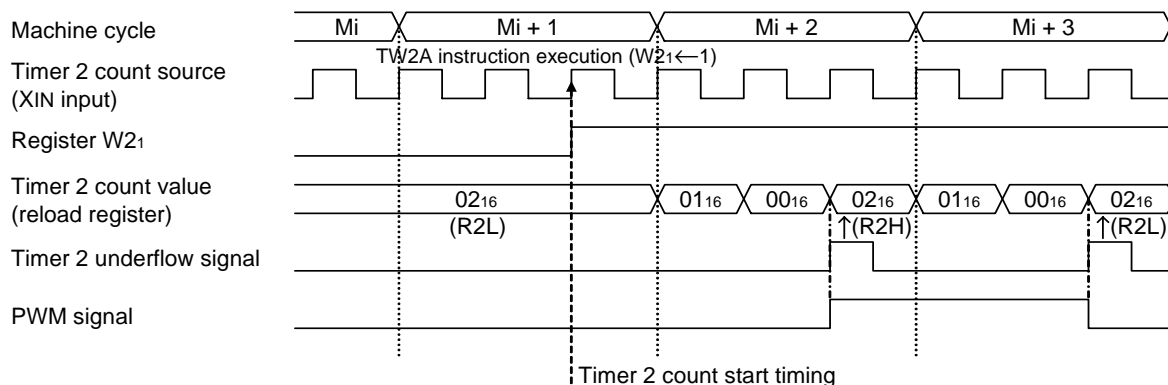 Machine cycle Mi Mi + 1 Mi + 2 Mi + 3
TW2A instruction execution (W21←1)
Timer 2 count source
(XIN input)
Register W21
Timer 2 count value
(reload register)
0216 0116 0016 0216 0116 0016 0216
(R2L) ↑(R2H) ↑(R2L)
Timer 2 underflow signal
PWM signal
Timer 2 count start timing